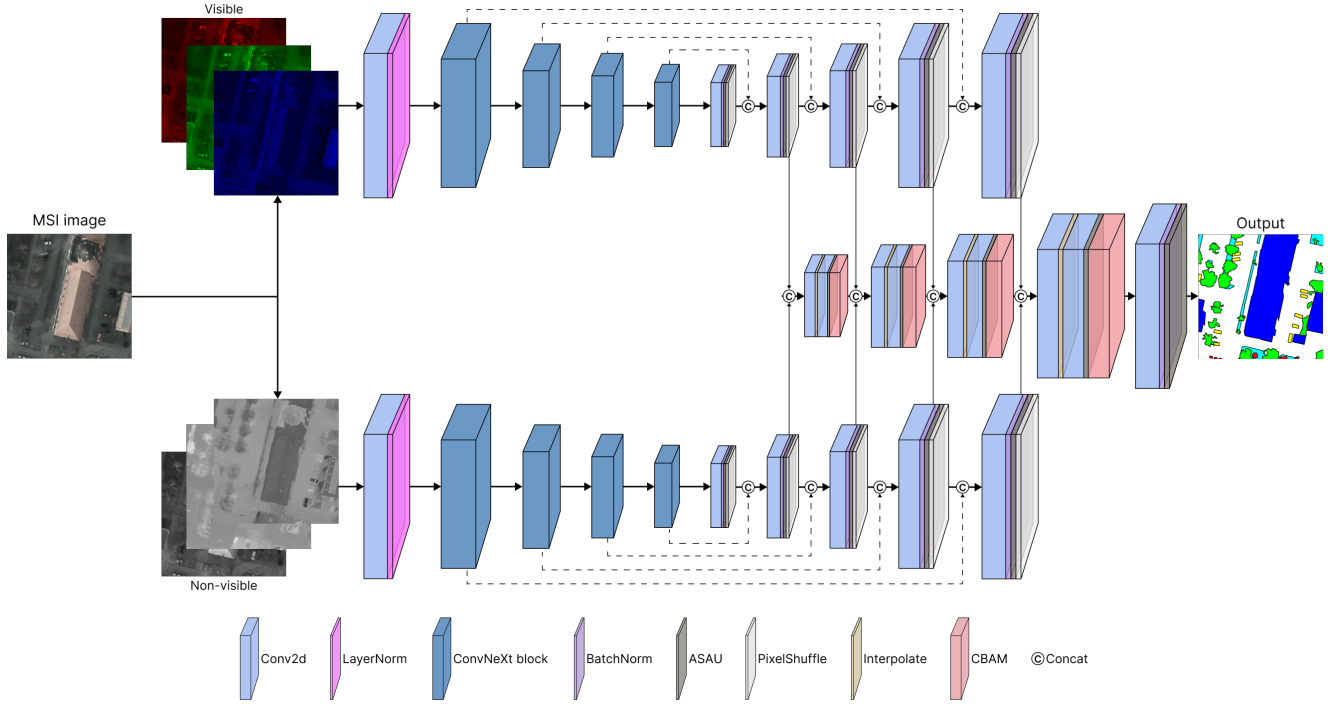 Visible
MSI image
Output
Non-visible
Conv2d
LayerNorm
ConvNeXt block
BatchNorm
ASAU
PixelShuffle
Interpolate
CBAM
Ⓒ Concat
Ⓒ Ⓒ Ⓒ Ⓒ
Ⓒ Ⓒ Ⓒ Ⓒ
Ⓒ Ⓒ Ⓒ Ⓒ